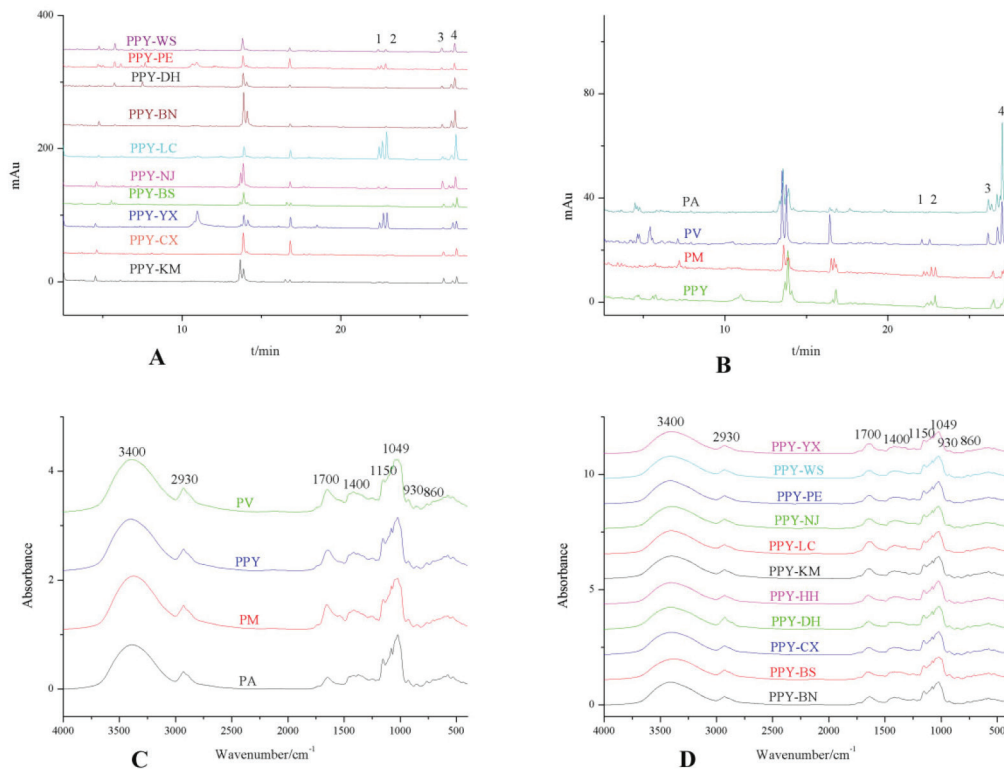 400
PPY-WS
1
2
3
4
PPY-PE
PPY-DH
PPY-BN
200
PPY-LC
PPY-NJ
PPY-BS
PPY-YX
PPY-CX
PPY-KM
0
mAu
10
20
t/min
A
80
40
0
mAu
PA
PV
PM
PPY
1
2
3
4
10
20
t/min
B
3400
2930
1700
1400
1150
1049
930
860
PV
PPY
PM
PA
4
2
0
Absorbance
4000
3500
3000
2500
2000
1500
1000
500
Wavenumber/cm-1
C
3400
2930
1700
1400
1150
1049
930
860
PPY-YX
PPY-WS
PPY-PE
PPY-NJ
PPY-LC
PPY-KM
PPY-HH
PPY-DH
PPY-CX
PPY-BS
PPY-BN
10
5
0
Absorbance
4000
3500
3000
2500
2000
1500
1000
500
Wavenumber/cm-1
D